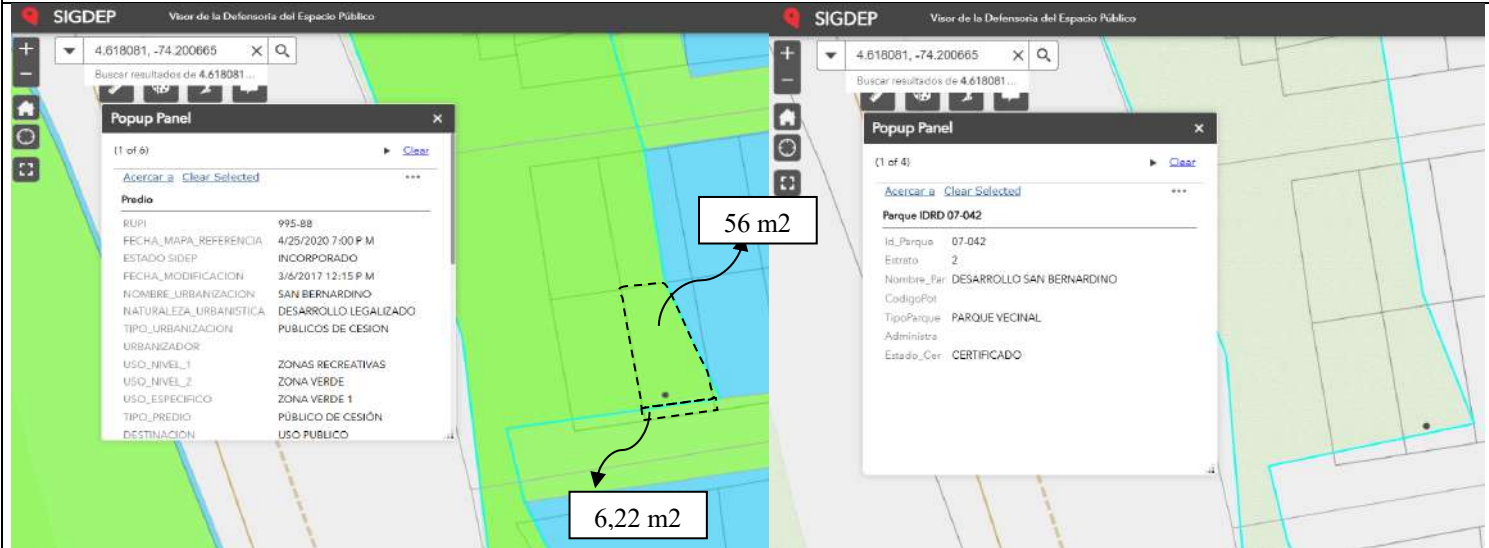 SIGDEP Visor de la Defensoría del Espacio Público
4.618081, -74.200665
Buscar resultados de 4.618081...
Popup Panel
(1 of 6) Clear
Acercar a Clear Selected
Predio
RUPI 995-88
FECHA_MAPA_REFERENCIA 4/25/2020 7:00 P M
ESTADO SIDEP INCORPORADO
FECHA_MODIFICACION 3/6/2017 12:15 P M
NOMBRE_URBANIZACION SAN BERNARDINO
NATURALEZA_URBANISTICA DESARROLLO LEGALIZADO
TIPO_URBANIZACION PUBLICOS DE CESION
URBANIZADOR
USO_NIVEL_1 ZONAS RECREATIVAS
USO_NIVEL_2 ZONA VERDE
USO_ESPECIFICO ZONA VERDE 1
TIPO_PREDIO PÚBLICO DE CESIÓN
DESTINACION USO PUBLICO
56 m2
6,22 m2
SIGDEP Visor de la Defensoría del Espacio Público
4.618081, -74.200665
Buscar resultados de 4.618081...
Popup Panel
(1 of 4) Clear
Acercar a Clear Selected
Parque IDRD 07-042
Id_Parque 07-042
Estrato 2
Nombre_Par DESARROLLO SAN BERNARDINO
CodigoPot
TipoParque PARQUE VECINAL
Administra
Estado_Cer CERTIFICADO